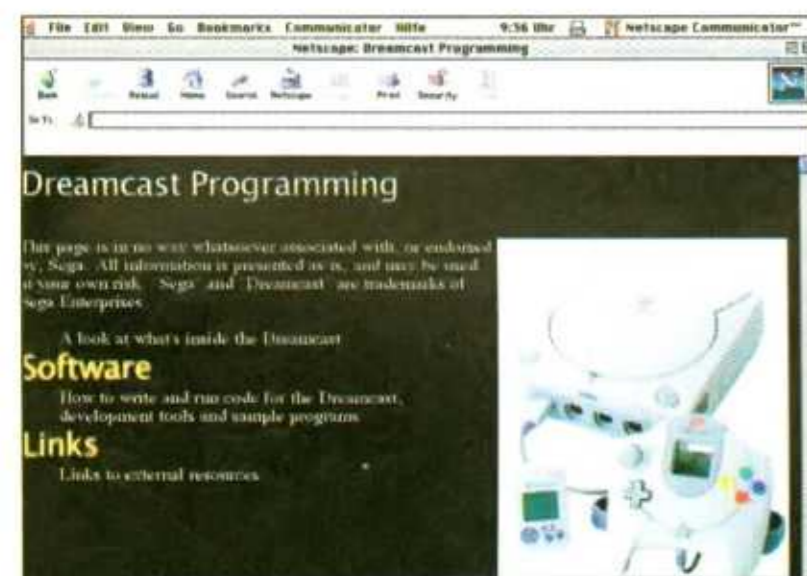 File Edit View Go Bookmarks Communicator Hilfe 9:56 Uhr Netscape Communicator™
Netscape: Dreamcast Programming
Back Reload Home Search Netscape Print Security
Dreamcast Programming
This page is in no way whatsoever associated with, or endorsed
by, Sega. All information is presented as is, and may be used
at your own risk. "Sega" and "Dreamcast" are trademarks of
Sega Enterprises
A look at what's inside the Dreamcast
Software
How to write and run code for the Dreamcast,
development tools and sample programs
Links
Links to external resources